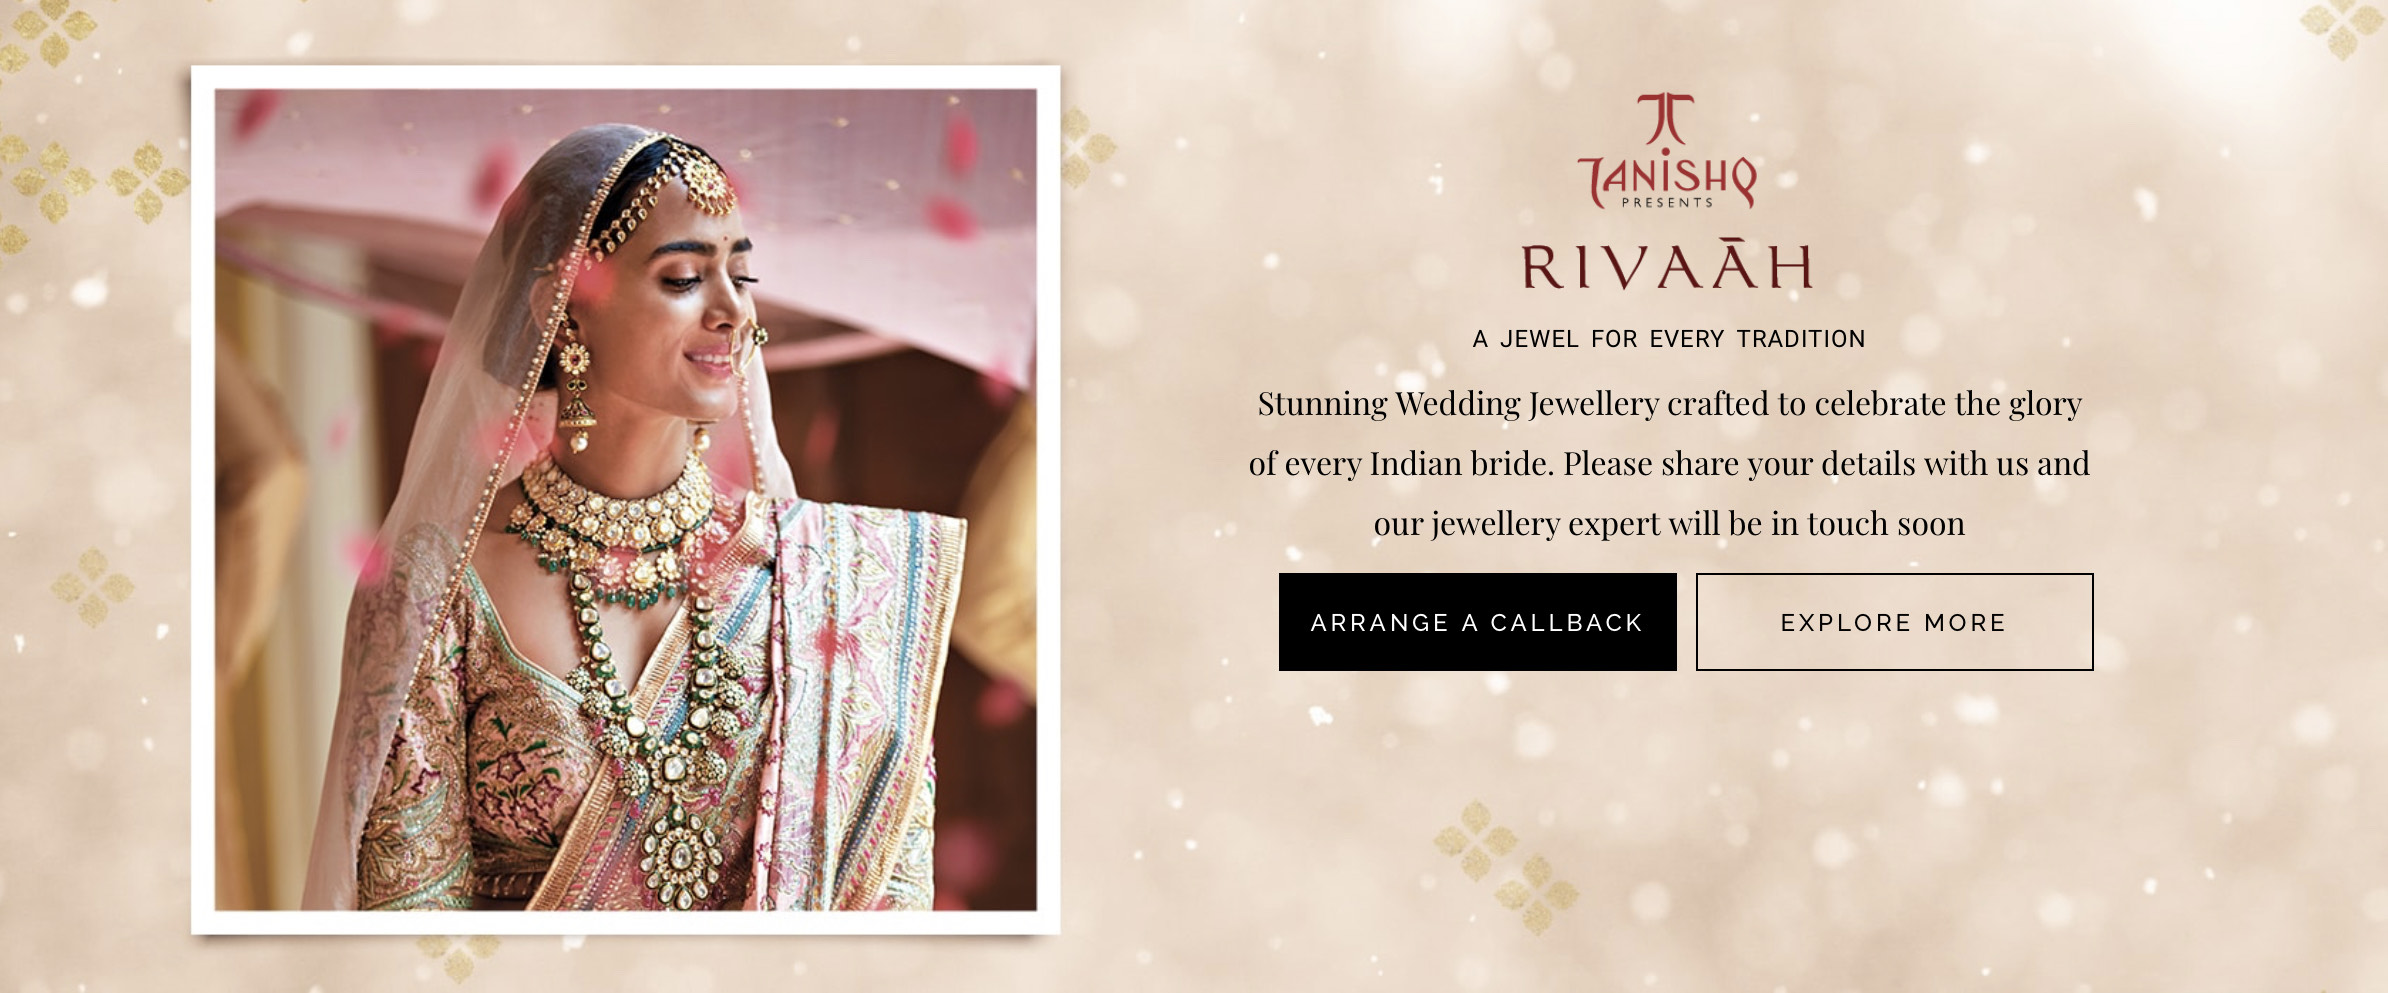 TANiSHQ
PRESENTS
RIVAĀH
A JEWEL FOR EVERY TRADITION
Stunning Wedding Jewellery crafted to celebrate the glory
of every Indian bride. Please share your details with us and
our jewellery expert will be in touch soon
ARRANGE A CALLBACK
EXPLORE MORE